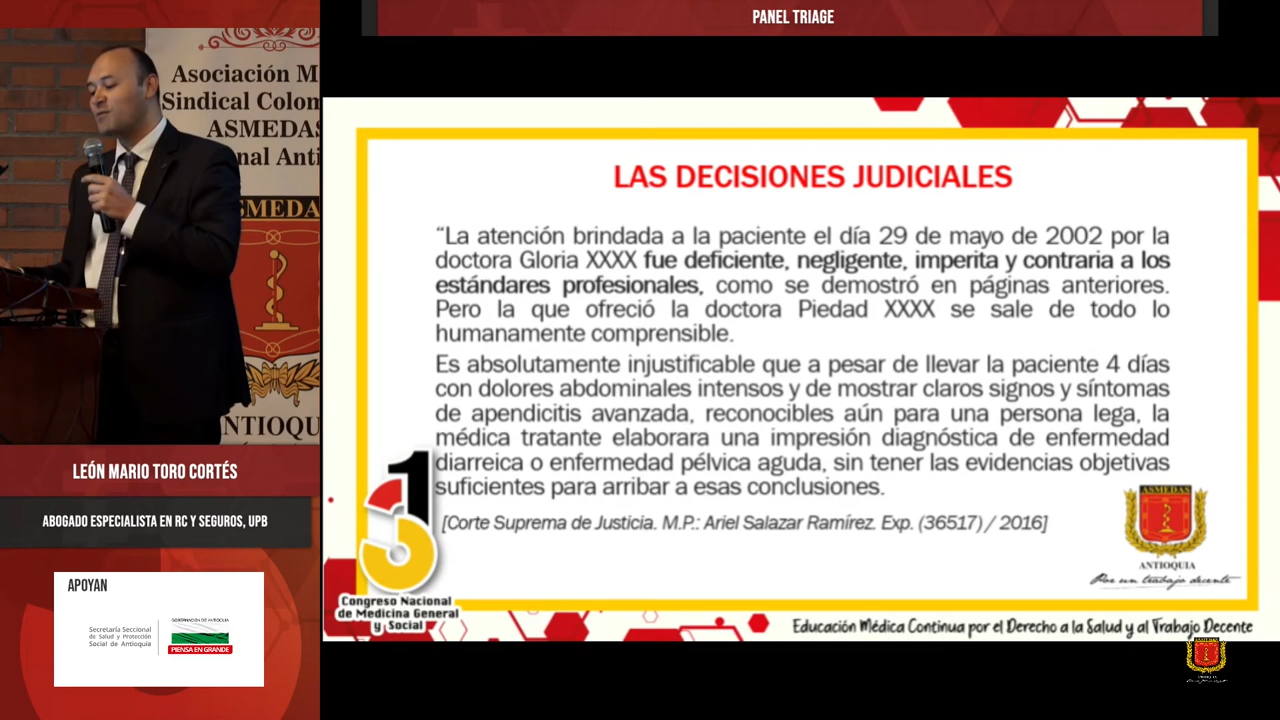 PANEL TRIAGE
Asociación M
Sindical Colom
ASMEDAS
nal Anti
SMEDA
NTIOQU
LEÓN MARIO TORO CORTÉS
ABOGADO ESPECIALISTA EN RC Y SEGUROS, UPB
APOYAN
Secretaría Seccional
de Salud y Protección
Social de Antioquia
GOBERNACIÓN DE ANTIOQUIA
PIENSA EN GRANDE
LAS DECISIONES JUDICIALES
“La atención brindada a la paciente el día 29 de mayo de 2002 por la
doctora Gloria XXXX fue deficiente, negligente, imperita y contraria a los
estándares profesionales, como se demostró en páginas anteriores.
Pero la que ofreció la doctora Piedad XXXX se sale de todo lo
humanamente comprensible.
Es absolutamente injustificable que a pesar de llevar la paciente 4 días
con dolores abdominales intensos y de mostrar claros signos y síntomas
de apendicitis avanzada, reconocibles aún para una persona lega, la
médica tratante elaborara una impresión diagnóstica de enfermedad
diarreica o enfermedad pélvica aguda, sin tener las evidencias objetivas
suficientes para arribar a esas conclusiones.
[Corte Suprema de Justicia. M.P.: Ariel Salazar Ramírez. Exp. (36517) / 2016]
ASMEDAS
ANTIOQUIA
Por un trabajo decente
Congreso Nacional
de Medicina General
y Social
Educación Médica Continua por el Derecho a la Salud y al Trabajo Decente